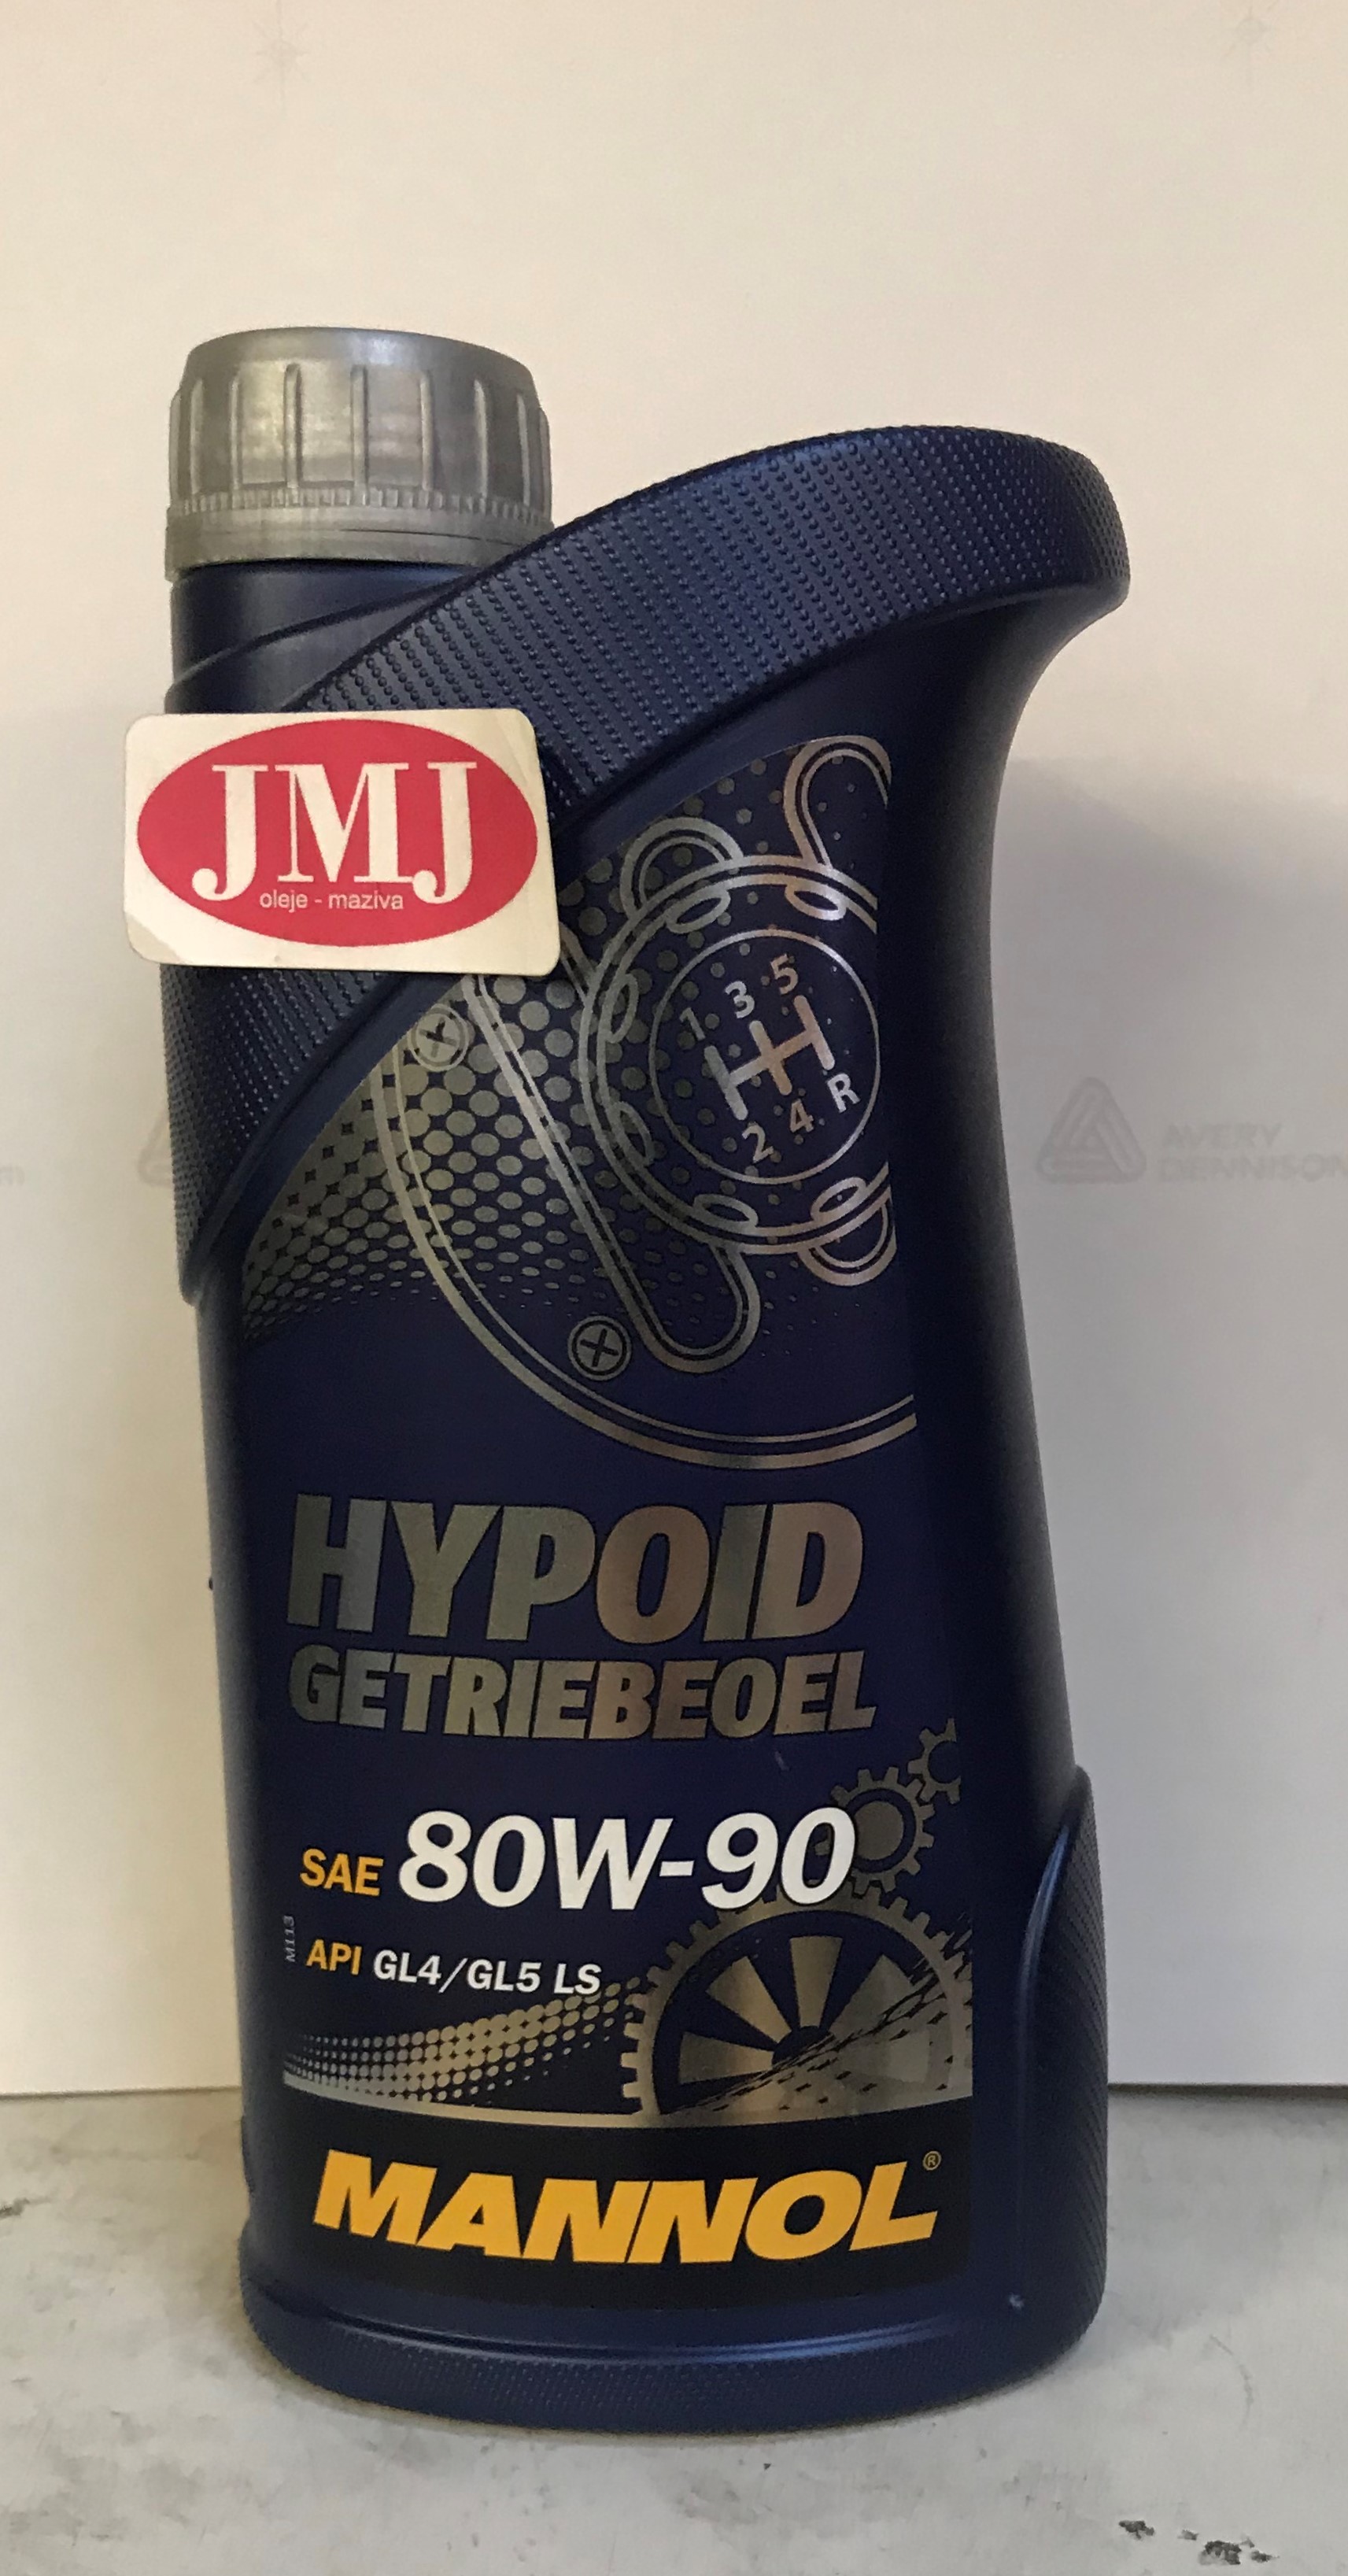 JMJ
oleje - maziva
1 3 5
2 4 R
HYPOID
GETRIEBEOEL
SAE 80W-90
M113
API GL4/GL5 LS
MANNOL®
AVERY
DENNISON